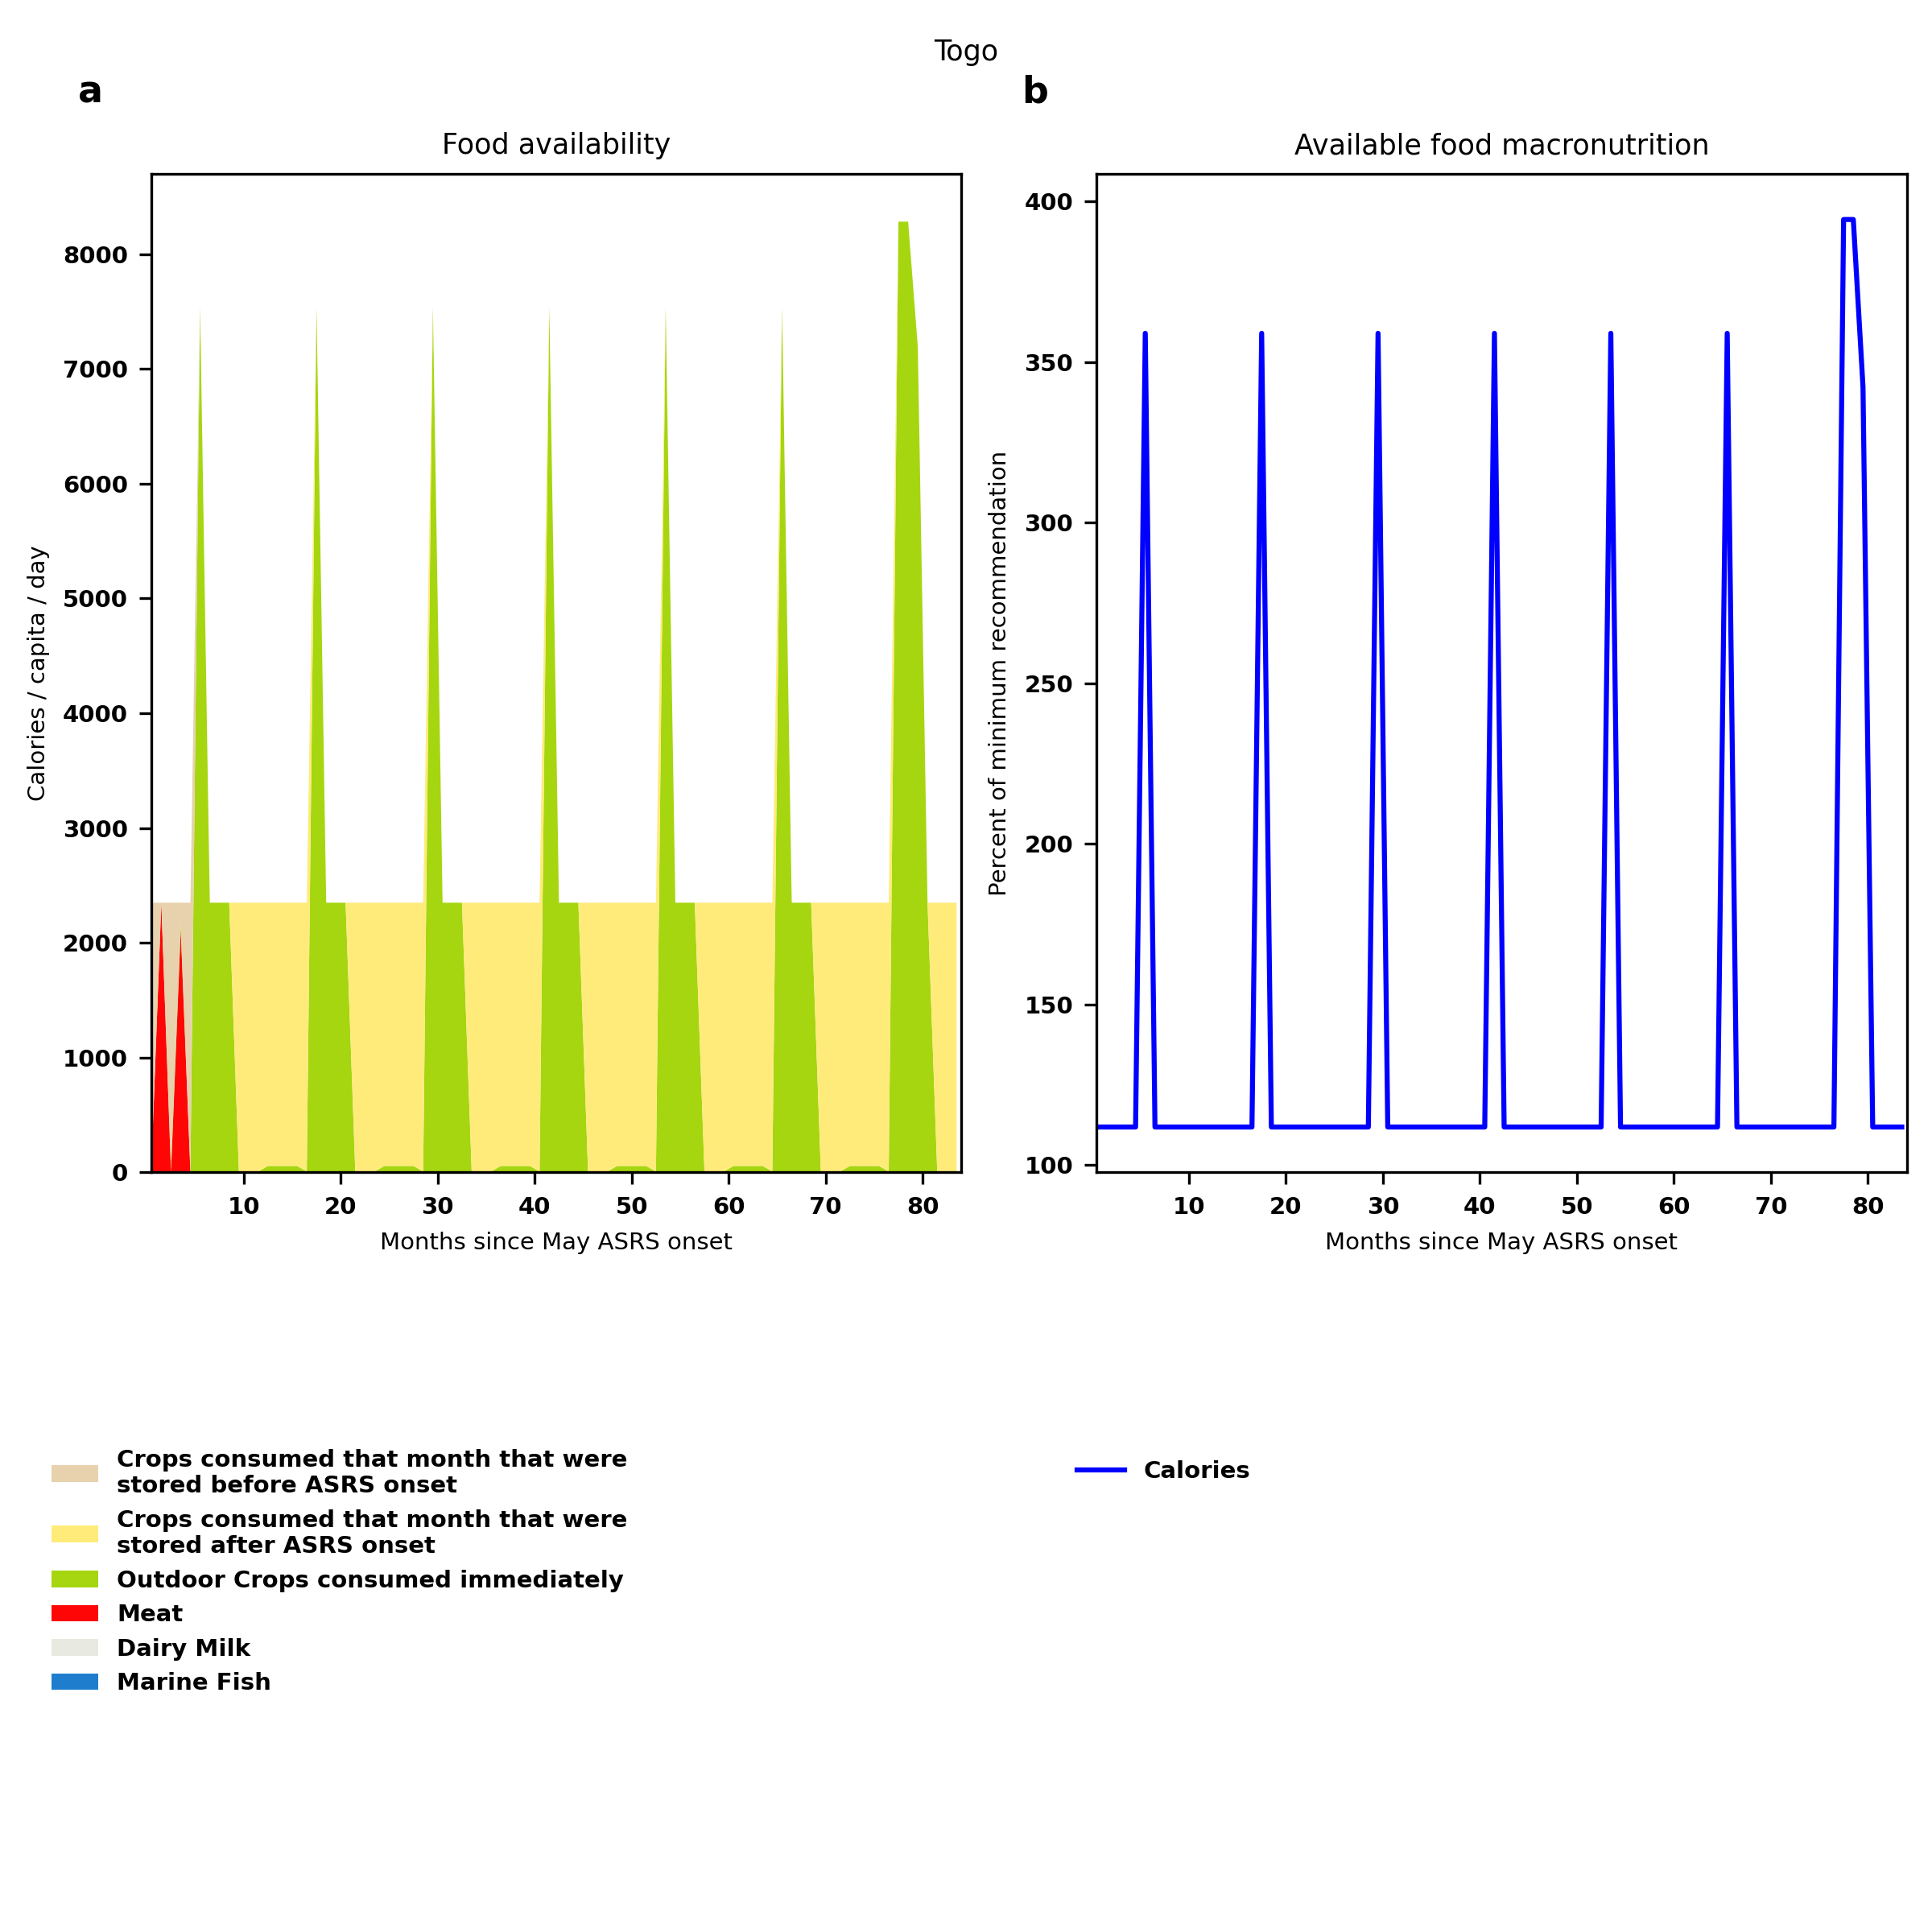 Togo
a
Food availability
8000
7000
6000
5000
4000
3000
2000
1000
0
Calories / capita / day
10 20 30 40 50 60 70 80
Months since May ASRS onset
b
Available food macronutrition
400
350
300
250
200
150
100
Percent of minimum recommendation
10 20 30 40 50 60 70 80
Months since May ASRS onset
Crops consumed that month that were
stored before ASRS onset
Crops consumed that month that were
stored after ASRS onset
Outdoor Crops consumed immediately
Meat
Dairy Milk
Marine Fish
Calories